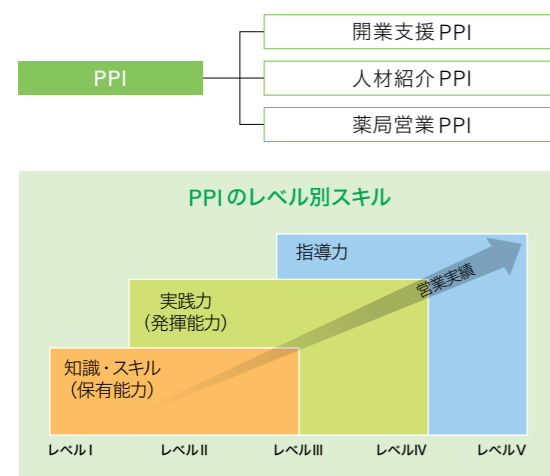 開業支援PPI
PPI
人材紹介PPI
薬局営業PPI
PPIのレベル別スキル
指導力
営業実績
実践力
（発揮能力）
知識・スキル
（保有能力）
レベルⅠ
レベルⅡ
レベルⅢ
レベルⅣ
レベルⅤ